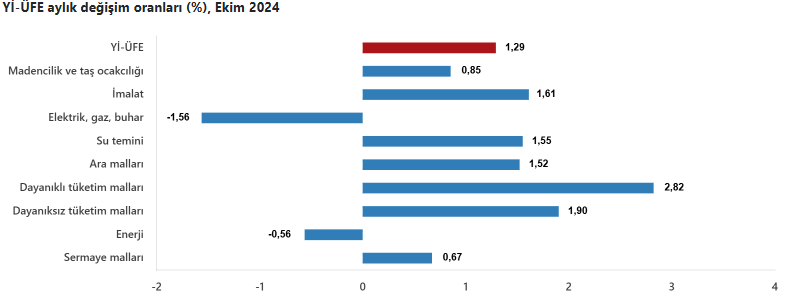 Yİ-ÜFE aylık değişim oranları (%), Ekim 2024
Yİ-ÜFE 1,29
Madencilik ve taş ocakcılığı 0,85
İmalat 1,61
Elektrik, gaz, buhar -1,56
Su temini 1,55
Ara malları 1,52
Dayanıklı tüketim malları 2,82
Dayanıksız tüketim malları 1,90
Enerji -0,56
Sermaye malları 0,67
-2 -1 0 1 2 3 4